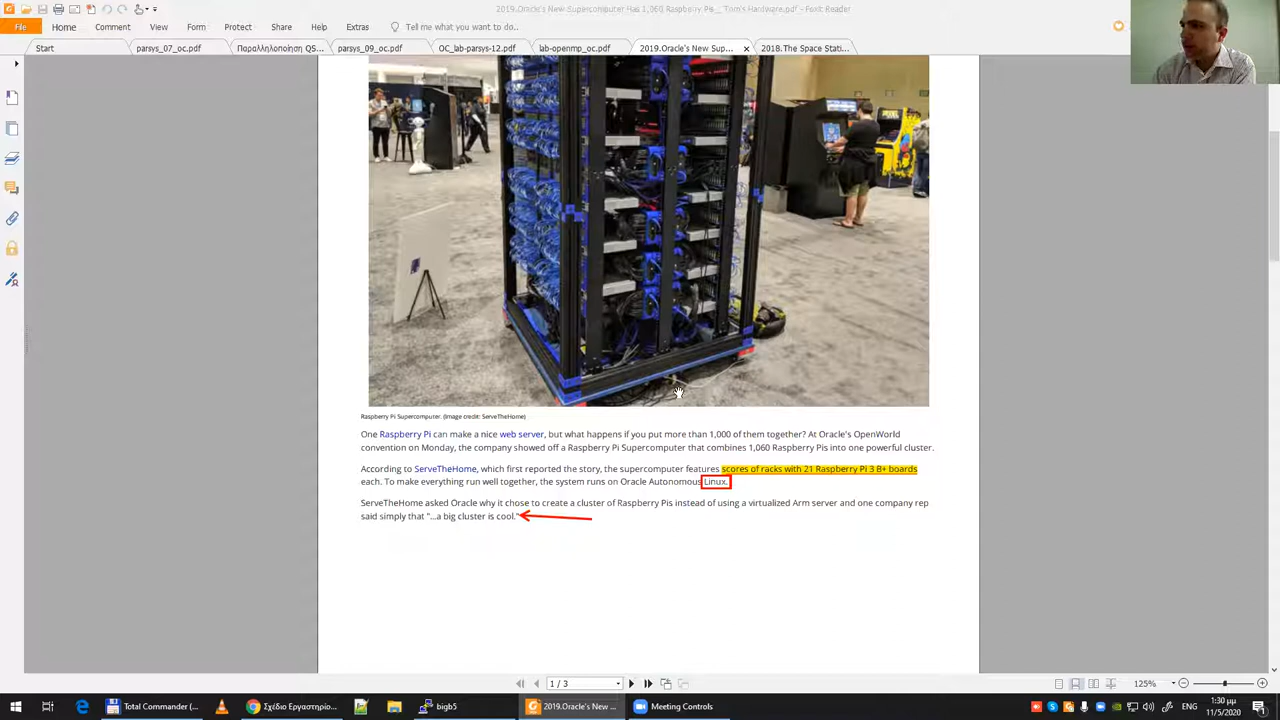 2019.Oracle's New Supercomputer Has 1,060 Raspberry Pis _ Tom's Hardware.pdf - Foxit Reader
File Home Comment View Form Protect Share Help Extras Tell me what you want to do...
Start parsys_07_oc.pdf Παραλληλοποίηση QS... parsys_09_oc.pdf OC_lab-parsys-12.pdf lab-openmp_oc.pdf 2019.Oracle's New Sup... 2018.The Space Stati...
Raspberry Pi Supercomputer. (Image credit: ServeTheHome)
One Raspberry Pi can make a nice web server, but what happens if you put more than 1,000 of them together? At Oracle's OpenWorld
convention on Monday, the company showed off a Raspberry Pi Supercomputer that combines 1,060 Raspberry Pis into one powerful cluster.
According to ServeTheHome, which first reported the story, the supercomputer features scores of racks with 21 Raspberry Pi 3 B+ boards
each. To make everything run well together, the system runs on Oracle Autonomous Linux.
ServeTheHome asked Oracle why it chose to create a cluster of Raspberry Pis instead of using a virtualized Arm server and one company rep
said simply that "...a big cluster is cool."
1 / 3 125%
Total Commander (... Σχέδιο Εργαστηρίο... bigb5 2019.Oracle's New ... Meeting Controls ENG 1:30 μμ
11/5/2020